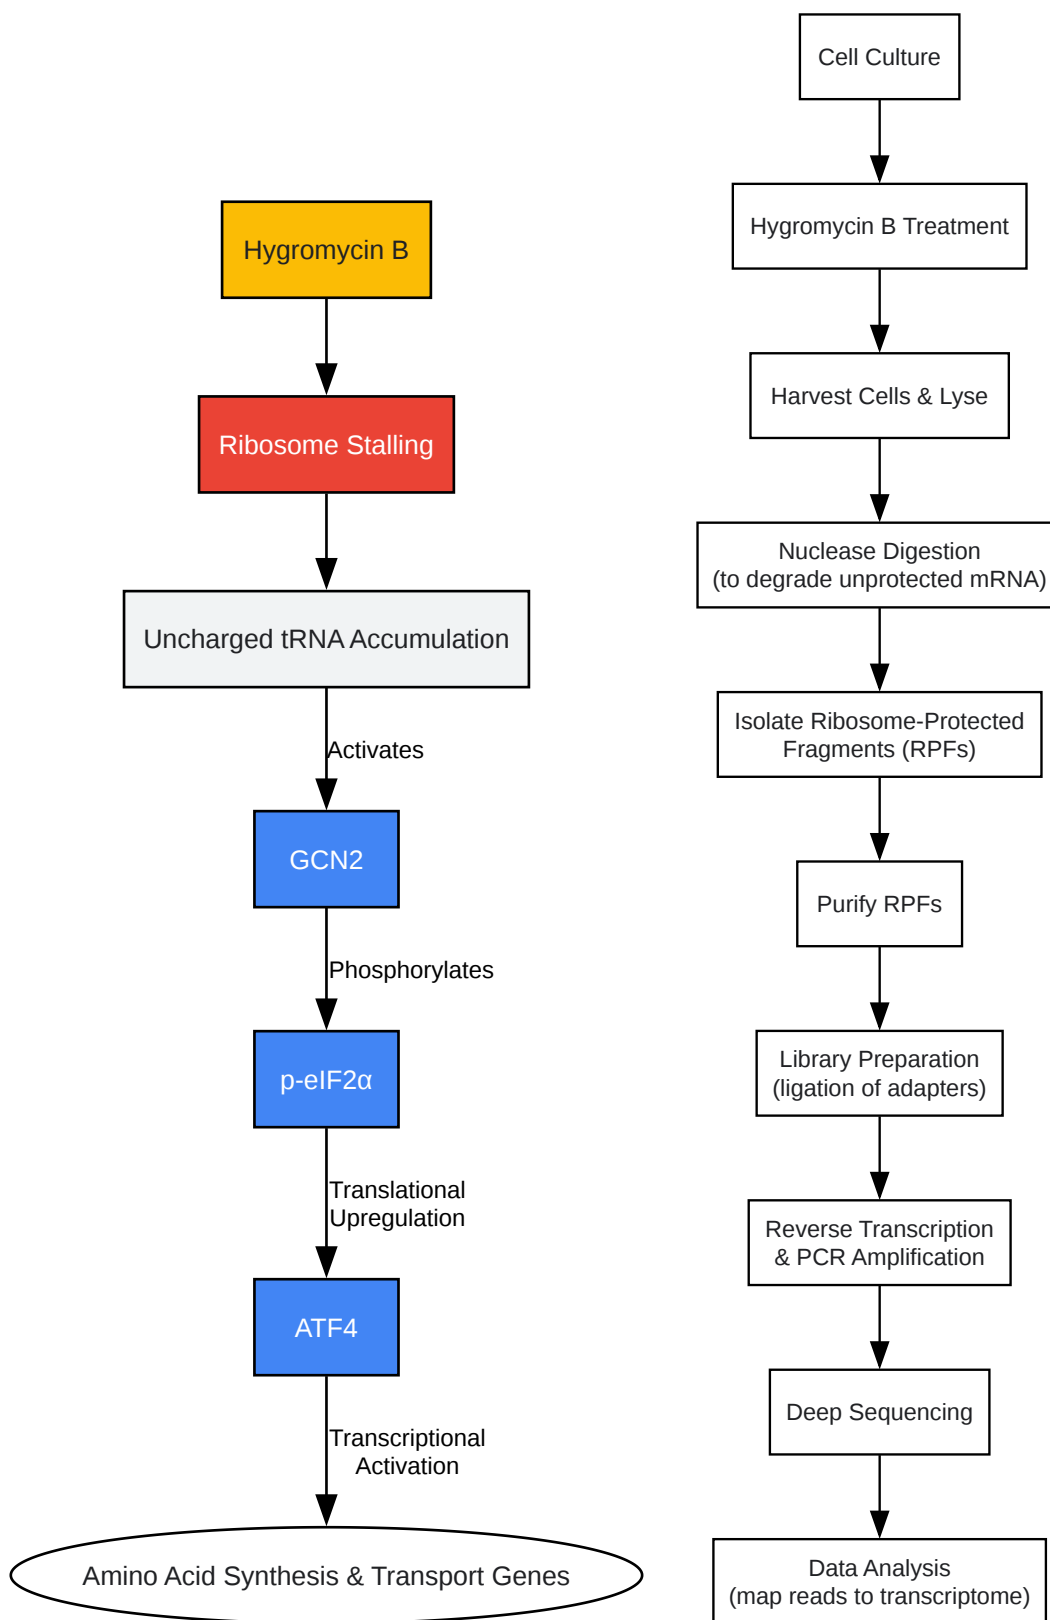 Hygromycin B
Ribosome Stalling
Uncharged tRNA Accumulation
Activates
GCN2
Phosphorylates
p-eIF2α
Translational
Upregulation
ATF4
Transcriptional
Activation
Amino Acid Synthesis & Transport Genes
Cell Culture
Hygromycin B Treatment
Harvest Cells & Lyse
Nuclease Digestion
(to degrade unprotected mRNA)
Isolate Ribosome-Protected
Fragments (RPFs)
Purify RPFs
Library Preparation
(ligation of adapters)
Reverse Transcription
& PCR Amplification
Deep Sequencing
Data Analysis
(map reads to transcriptome)